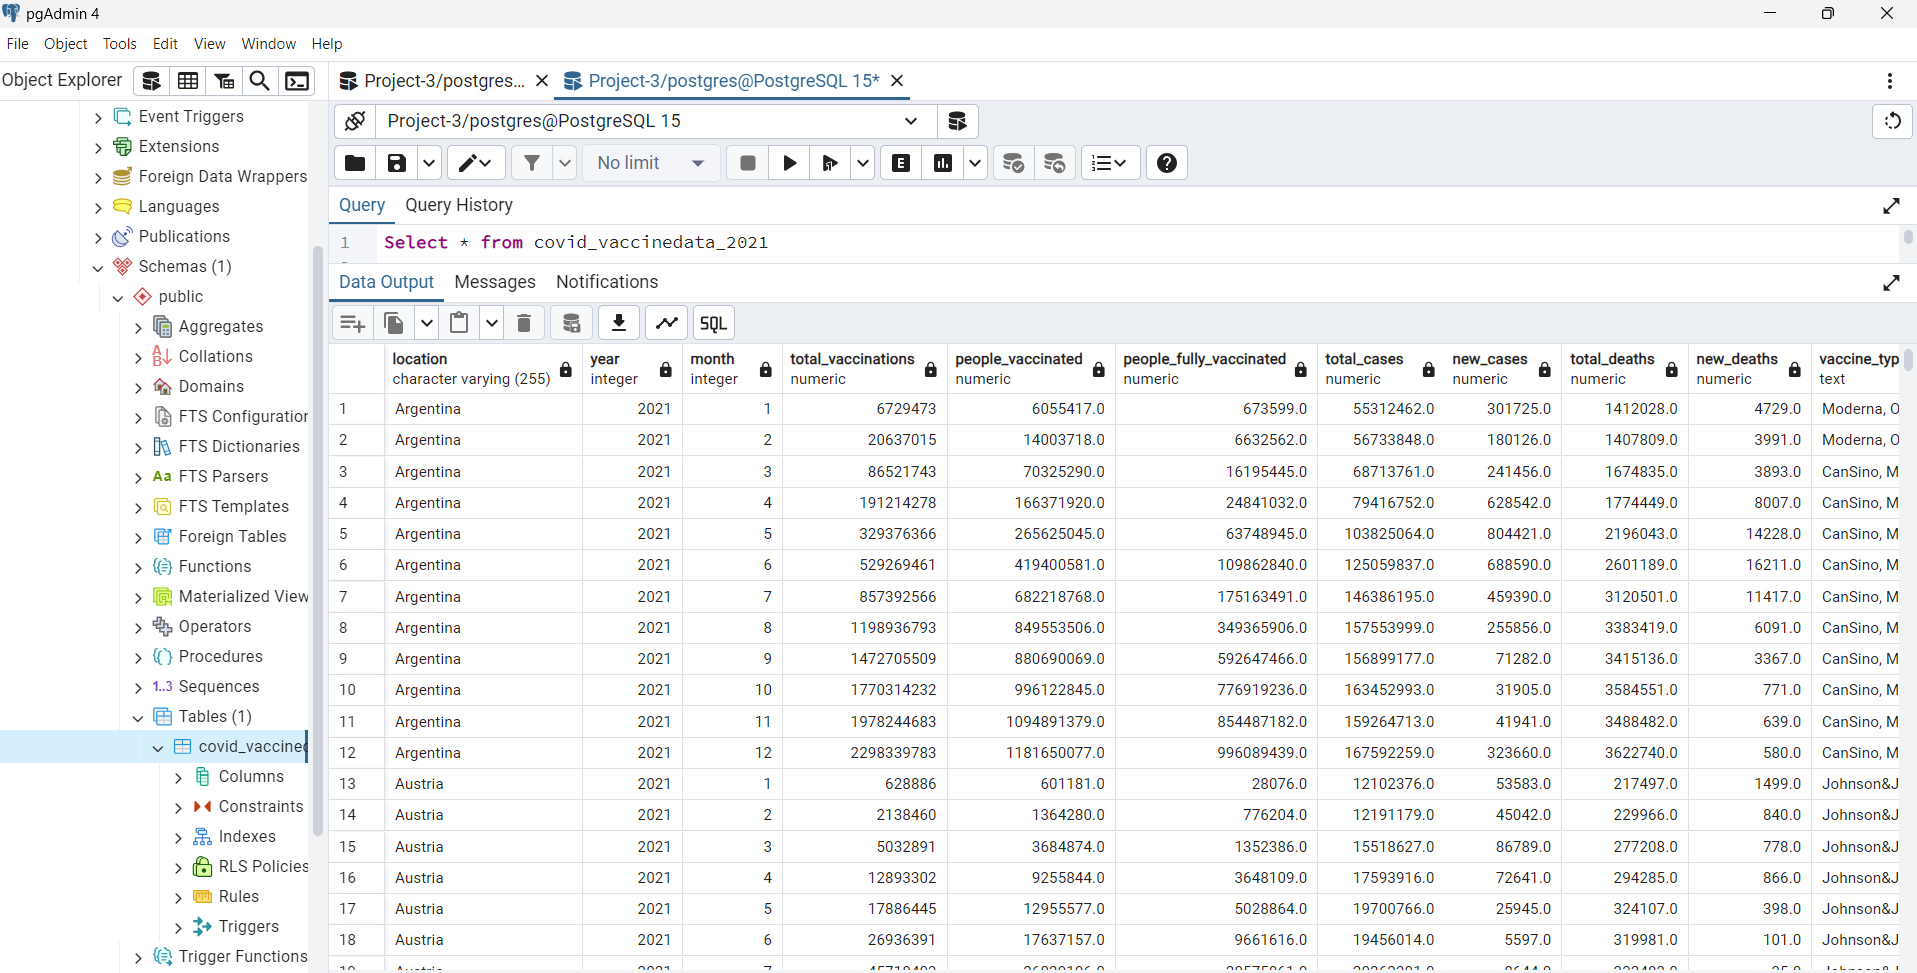 pgAdmin 4
File Object Tools Edit View Window Help
Object Explorer
Project-3/postgres...
Project-3/postgres@PostgreSQL 15*
Event Triggers
Extensions
Foreign Data Wrappers
Languages
Publications
Schemas (1)
public
Aggregates
Collations
Domains
FTS Configuration
FTS Dictionaries
Aa FTS Parsers
FTS Templates
Foreign Tables
Functions
Materialized View
Operators
Procedures
1..3 Sequences
Tables (1)
covid_vaccined
Columns
Constraints
Indexes
RLS Policies
Rules
Triggers
Trigger Functions
Project-3/postgres@PostgreSQL 15
No limit E
Query Query History
1 Select * from covid_vaccinedata_2021
Data Output Messages Notifications
SQL
location year month total_vaccinations people_vaccinated people_fully_vaccinated total_cases new_cases total_deaths new_deaths vaccine_typ
character varying (255) integer integer numeric numeric numeric numeric numeric numeric numeric text
1 Argentina 2021 1 6729473 6055417.0 673599.0 55312462.0 301725.0 1412028.0 4729.0 Moderna, O
2 Argentina 2021 2 20637015 14003718.0 6632562.0 56733848.0 180126.0 1407809.0 3991.0 Moderna, O
3 Argentina 2021 3 86521743 70325290.0 16195445.0 68713761.0 241456.0 1674835.0 3893.0 CanSino, M
4 Argentina 2021 4 191214278 166371920.0 24841032.0 79416752.0 628542.0 1774449.0 8007.0 CanSino, M
5 Argentina 2021 5 329376366 265625045.0 63748945.0 103825064.0 804421.0 2196043.0 14228.0 CanSino, M
6 Argentina 2021 6 529269461 419400581.0 109862840.0 125059837.0 688590.0 2601189.0 16211.0 CanSino, M
7 Argentina 2021 7 857392566 682218768.0 175163491.0 146386195.0 459390.0 3120501.0 11417.0 CanSino, M
8 Argentina 2021 8 1198936793 849553506.0 349365906.0 157553999.0 255856.0 3383419.0 6091.0 CanSino, M
9 Argentina 2021 9 1472705509 880690069.0 592647466.0 156899177.0 71282.0 3415136.0 3367.0 CanSino, M
10 Argentina 2021 10 1770314232 996122845.0 776919236.0 163452993.0 31905.0 3584551.0 771.0 CanSino, M
11 Argentina 2021 11 1978244683 1094891379.0 854487182.0 159264713.0 41941.0 3488482.0 639.0 CanSino, M
12 Argentina 2021 12 2298339783 1181650077.0 996089439.0 167592259.0 323660.0 3622740.0 580.0 CanSino, M
13 Austria 2021 1 628886 601181.0 28076.0 12102376.0 53583.0 217497.0 1499.0 Johnson&J
14 Austria 2021 2 2138460 1364280.0 776204.0 12191179.0 45042.0 229966.0 840.0 Johnson&J
15 Austria 2021 3 5032891 3684874.0 1352386.0 15518627.0 86789.0 277208.0 778.0 Johnson&J
16 Austria 2021 4 12893302 9255844.0 3648109.0 17593916.0 72641.0 294285.0 866.0 Johnson&J
17 Austria 2021 5 17886445 12955577.0 5028864.0 19700766.0 25945.0 324107.0 398.0 Johnson&J
18 Austria 2021 6 26936391 17637157.0 9661616.0 19456014.0 5597.0 319981.0 101.0 Johnson&J